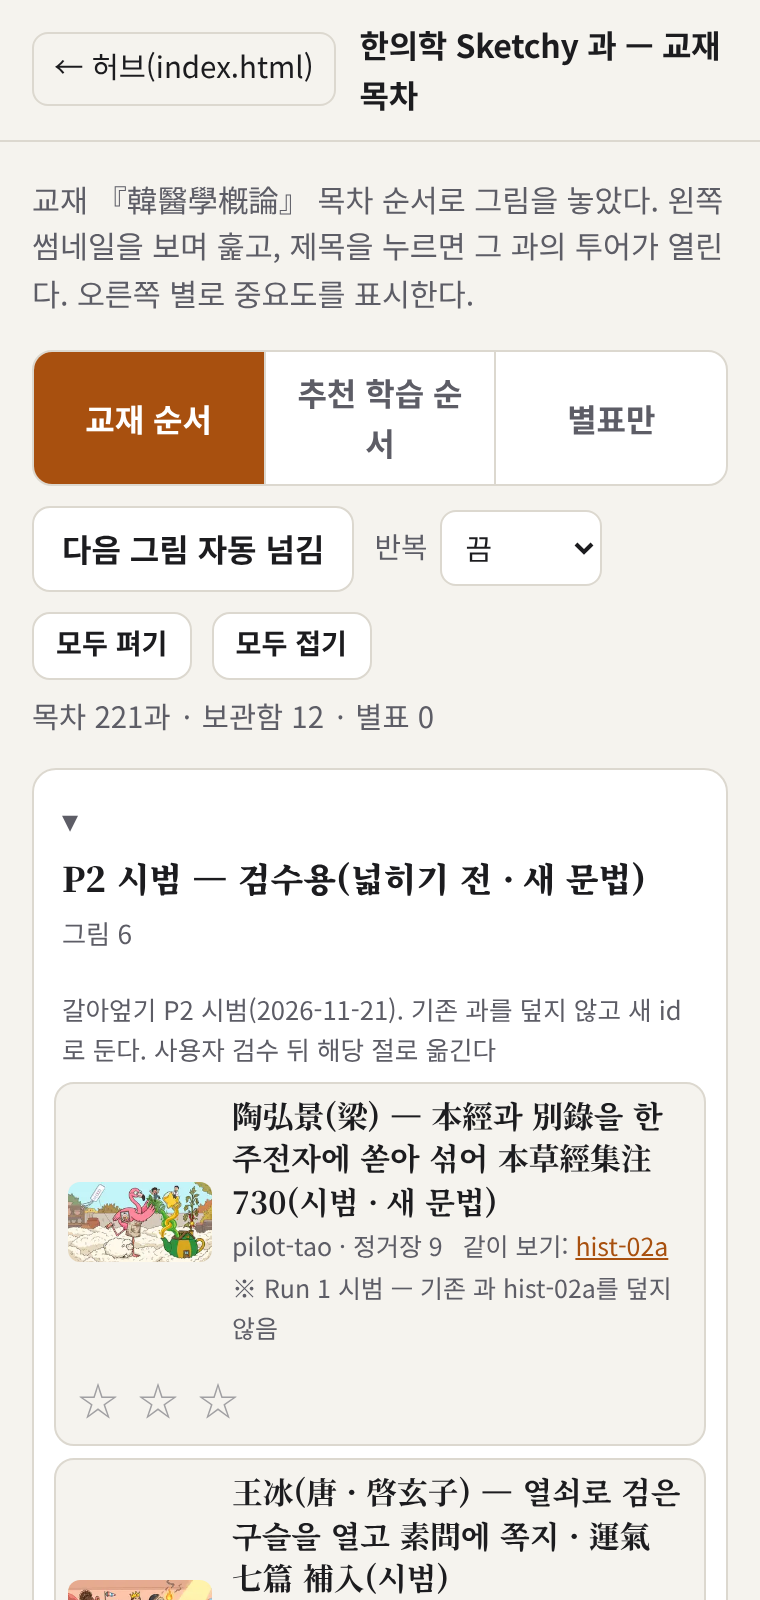 ← 허브(index.html)
한의학 Sketchy 과 — 교재
목차
교재 『韓醫學槪論』 목차 순서로 그림을 놓았다. 왼쪽
썸네일을 보며 훑고, 제목을 누르면 그 과의 투어가 열린
다. 오른쪽 별로 중요도를 표시한다.
교재 순서
추천 학습 순
서
별표만
다음 그림 자동 넘김
반복
끔
모두 펴기
모두 접기
목차 221과 · 보관함 12 · 별표 0
▼
P2 시범 — 검수용(넓히기 전 · 새 문법)
그림 6
갈아엎기 P2 시범(2026-11-21). 기존 과를 덮지 않고 새 id
로 둔다. 사용자 검수 뒤 해당 절로 옮긴다
陶弘景(梁) — 本經과 別錄을 한
주전자에 쏟아 섞어 本草經集注
730(시범 · 새 문법)
pilot-tao · 정거장 9 같이 보기: hist-02a
※ Run 1 시범 — 기존 과 hist-02a를 덮지
않음
☆ ☆ ☆
王冰(唐 · 啓玄子) — 열쇠로 검은
구슬을 열고 素問에 쪽지 · 運氣
七篇 補入(시범)